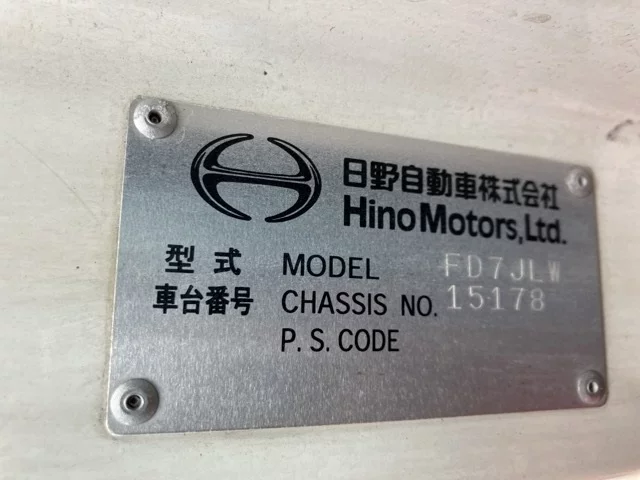 日野自動車株式会社
Hino Motors, Ltd.
型式 MODEL FD7JLW
車台番号 CHASSIS NO. 15178
P. S. CODE